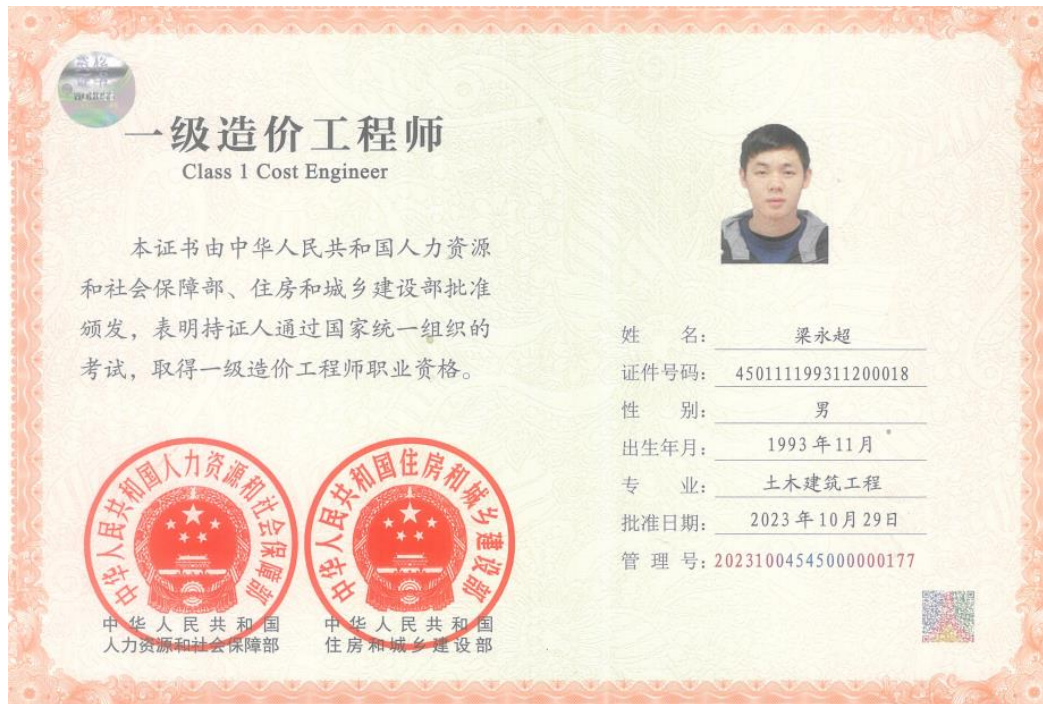 一级造价工程师
Class 1 Cost Engineer
本证书由中华人民共和国人力资源
和社会保障部、住房和城乡建设部批准
颁发，表明持证人通过国家统一组织的
考试，取得一级造价工程师职业资格。
中华人民共和国人力资源和社会保障部
中华人民共和国
人力资源和社会保障部
中华人民共和国住房和城乡建设部
中华人民共和国
住房和城乡建设部
姓 名： 梁永超
证件号码： 450111199311200018
性 别： 男
出生年月： 1993年11月
专 业： 土木建筑工程
批准日期： 2023年10月29日
管 理 号：20231004545000000177